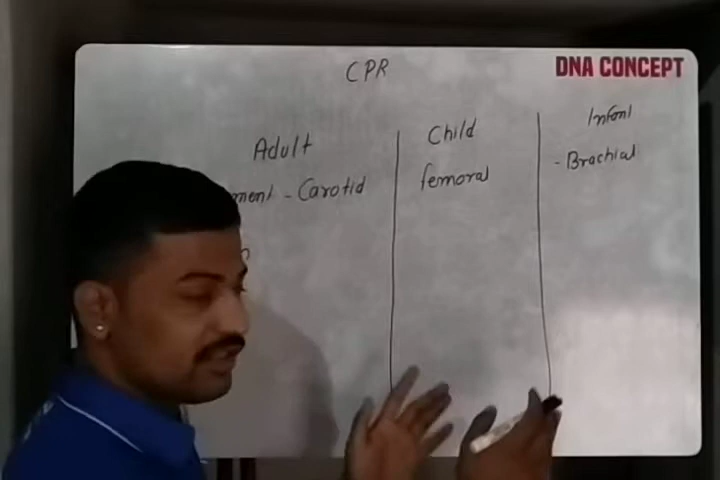 CPR
DNA CONCEPT
Adult
Child
Infant
ment - Carotid
femoral
- Brachial